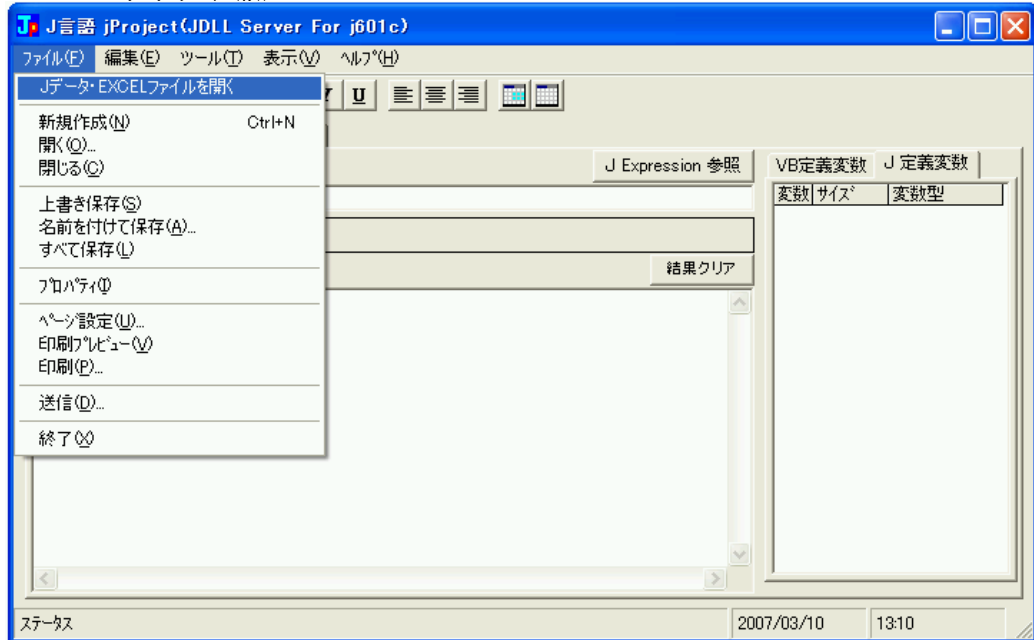 J言語 jProject(JDLL Server For j601c)
ﾌｧｲﾙ(F) 編集(E) ツール(T) 表示(V) ﾍﾙﾌﾟ(H)
Jデータ・EXCELファイルを開く
U
新規作成(N) Ctrl+N
開く(O)...
閉じる(C)
J Expression 参照
VB定義変数 J 定義変数
変数 ｻｲｽﾞ 変数型
上書き保存(S)
名前を付けて保存(A)...
すべて保存(L)
結果クリア
ﾌﾟﾛﾊﾟﾃｨ(I)
ﾍﾟｰｼﾞ設定(U)...
印刷ﾌﾟﾚﾋﾞｭｰ(V)
印刷(P)...
送信(D)...
終了(X)
ｽﾃｰﾀｽ 2007/03/10 13:10